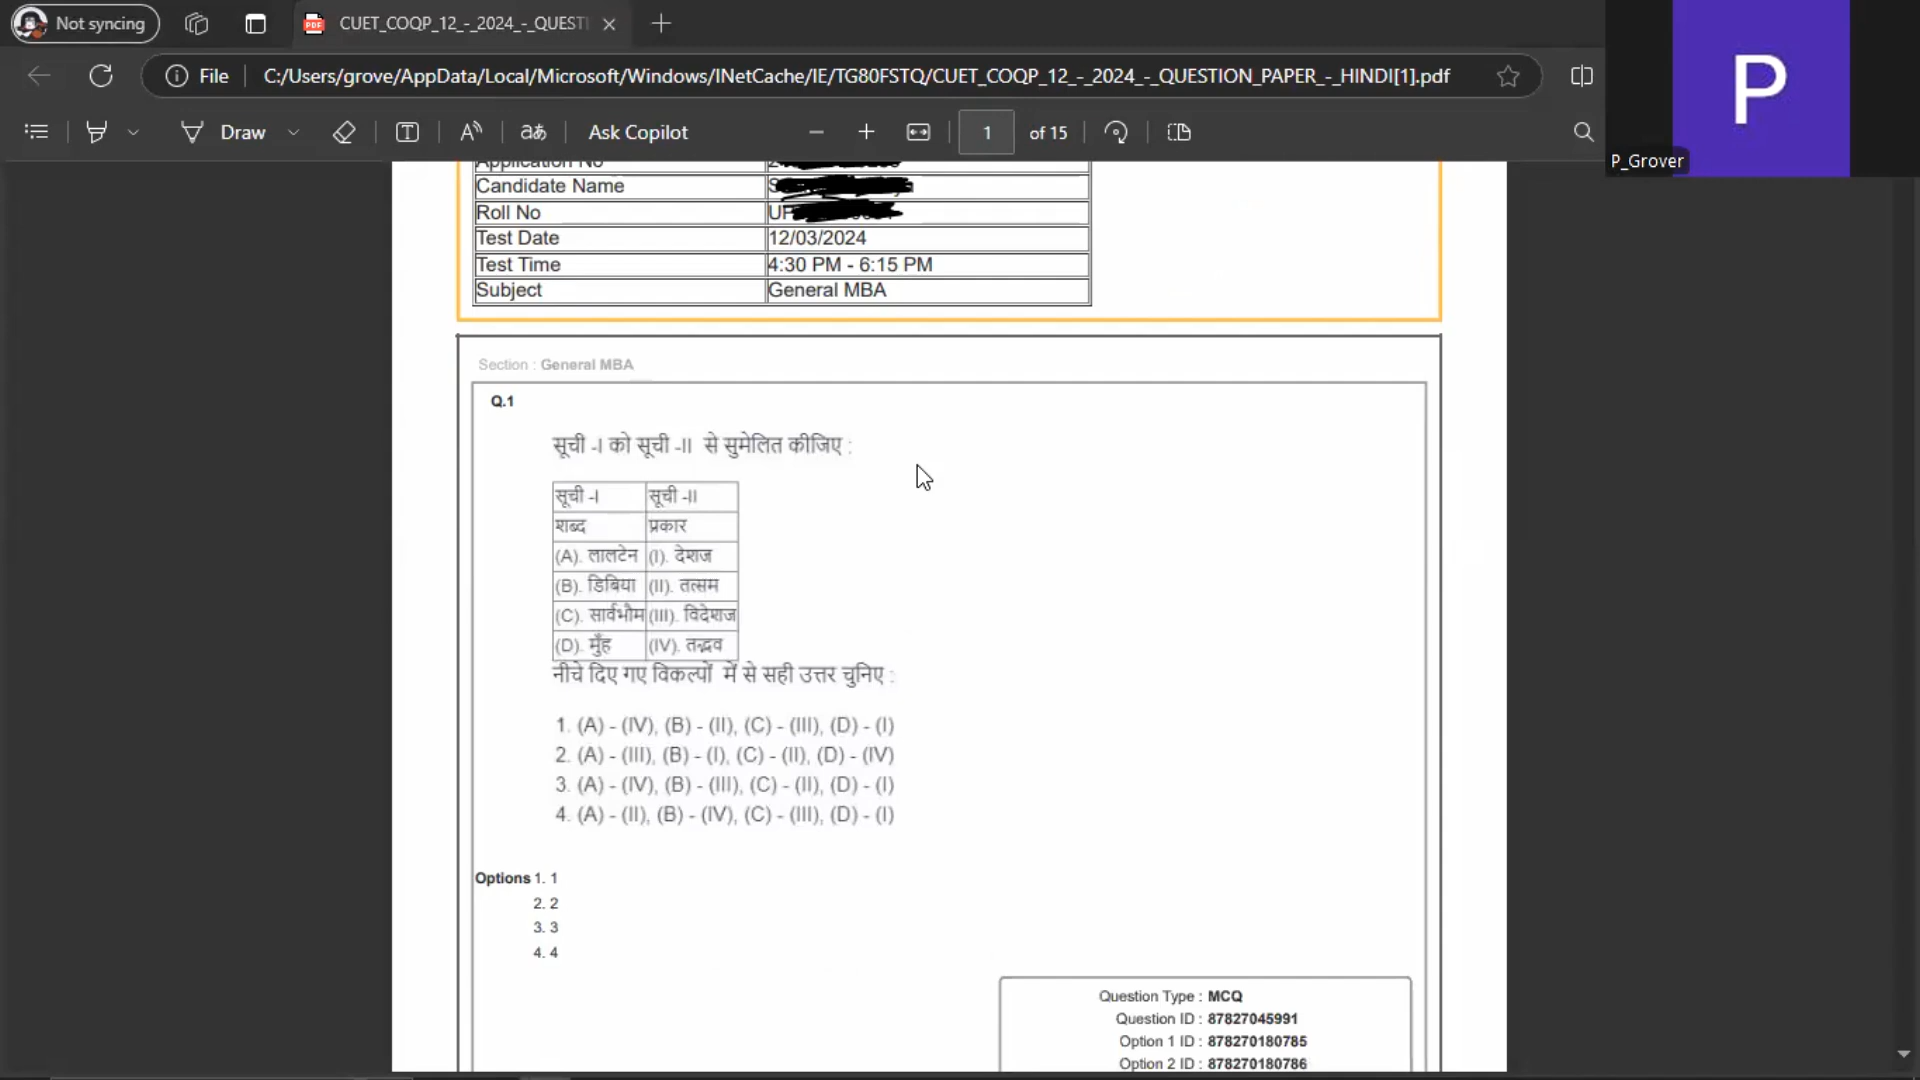 Not syncing
CUET_COQP_12_-_2024_-_QUESTI
File
C:/Users/grove/AppData/Local/Microsoft/Windows/INetCache/IE/TG80FSTQ/CUET_COQP_12_-_2024_-_QUESTION_PAPER_-_HINDI[1].pdf
P
Draw
Ask Copilot
1 of 15
P_Grover
Application No
Candidate Name
Roll No
Test Date 12/03/2024
Test Time 4:30 PM - 6:15 PM
Subject General MBA
Section : General MBA
Q.1
सूची -I को सूची -II से सुमेलित कीजिए :
सूची -I सूची -II
शब्द प्रकार
(A). लालटेन (I). देशज
(B). डिबिया (II). तत्सम
(C). सार्वभौम (III). विदेशज
(D). मुँह (IV). तद्भव
नीचे दिए गए विकल्पों में से सही उत्तर चुनिए :
1. (A) - (IV), (B) - (II), (C) - (III), (D) - (I)
2. (A) - (III), (B) - (I), (C) - (II), (D) - (IV)
3. (A) - (IV), (B) - (III), (C) - (II), (D) - (I)
4. (A) - (II), (B) - (IV), (C) - (III), (D) - (I)
Options 1. 1
2. 2
3. 3
4. 4
Question Type : MCQ
Question ID : 87827045991
Option 1 ID : 878270180785
Option 2 ID : 878270180786